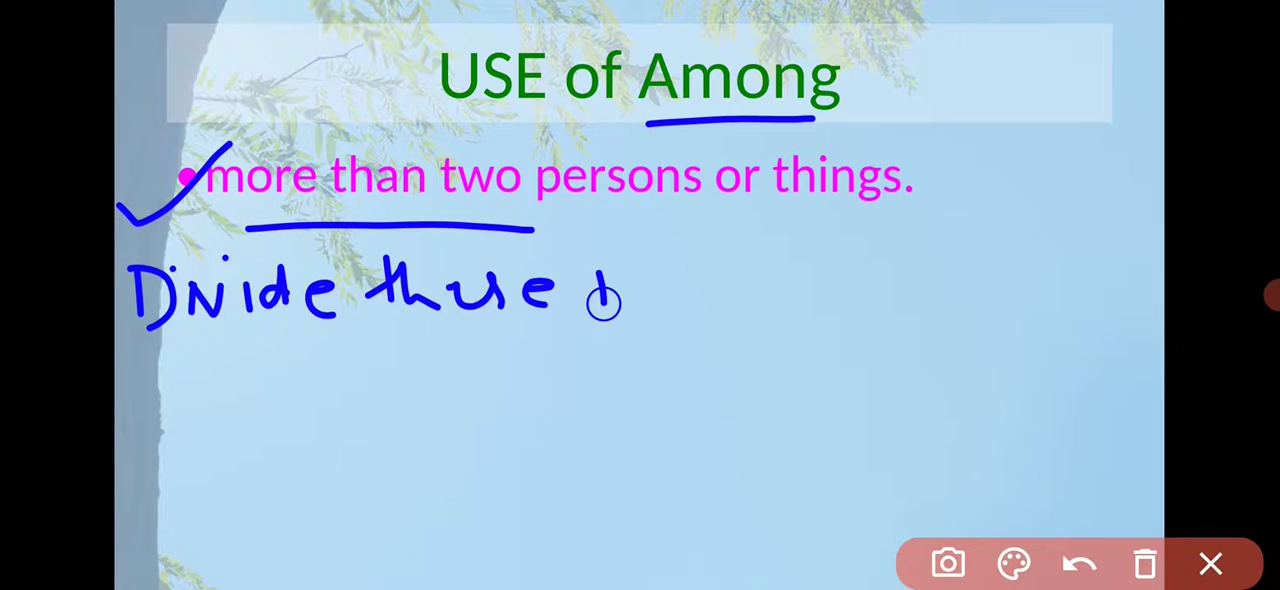 USE of Among
•more than two persons or things.
Divide these